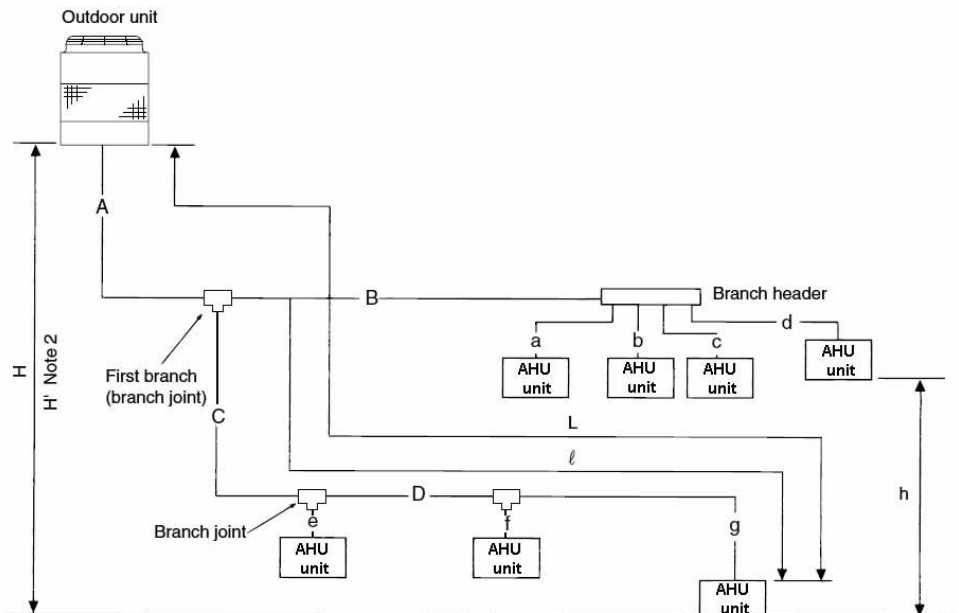 Outdoor unit
A
B
Branch header
a
b
c
d
AHU
unit
AHU
unit
AHU
unit
AHU
unit
H
H' Note 2
First branch
(branch joint)
C
L
ℓ
h
D
Branch joint
e
f
g
AHU
unit
AHU
unit
AHU
unit